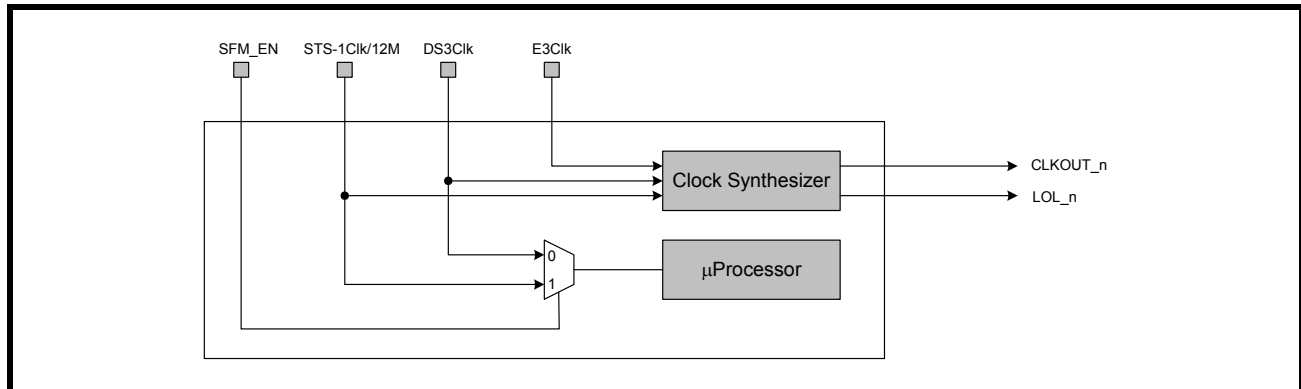 SFM_EN STS-1Clk/12M DS3Clk E3Clk
Clock Synthesizer
CLKOUT_n
LOL_n
0
1
μProcessor